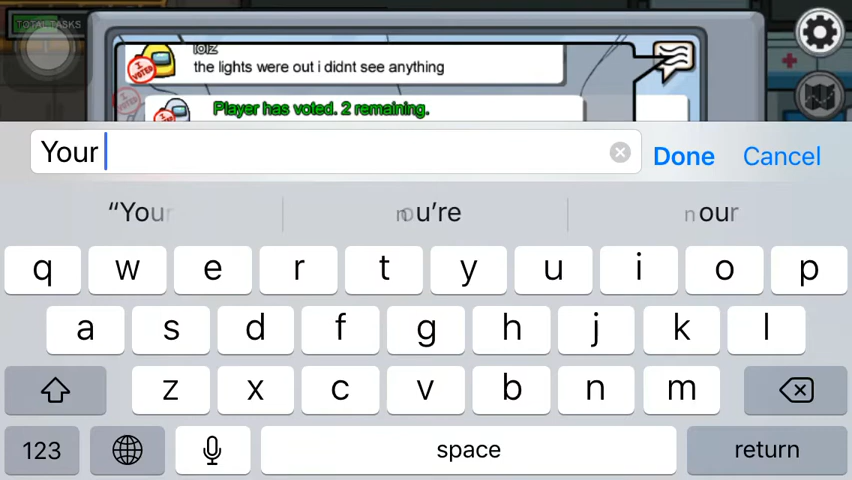 TOTAL TASKS
lolz
the lights were out i didnt see anything
I VOTED
Player has voted. 2 remaining.
Your
Done
Cancel
"Your
our
q w e r t y u i o p
a s d f g h j k l
z x c v b n m
123
space
return